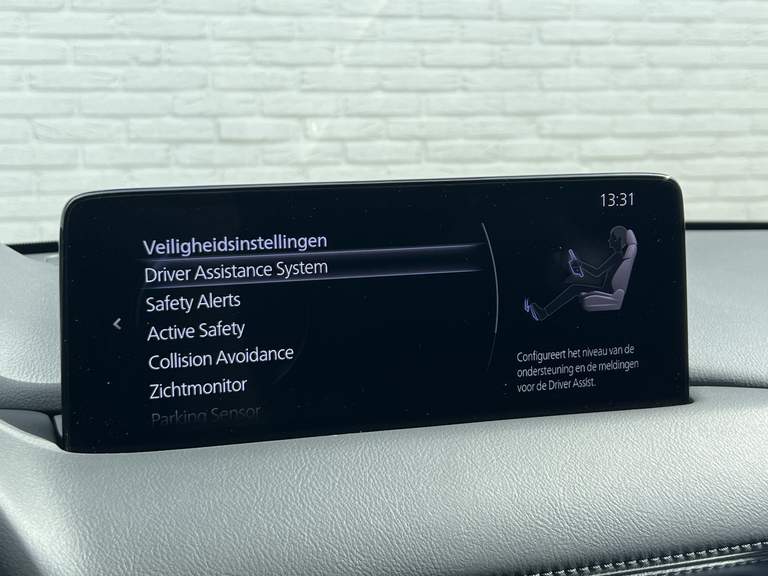 13:31
Veiligheidsinstellingen
Driver Assistance System
Safety Alerts
Active Safety
Collision Avoidance
Zichtmonitor
Parking Sensor
Configureert het niveau van de
ondersteuning en de meldingen
voor de Driver Assist.